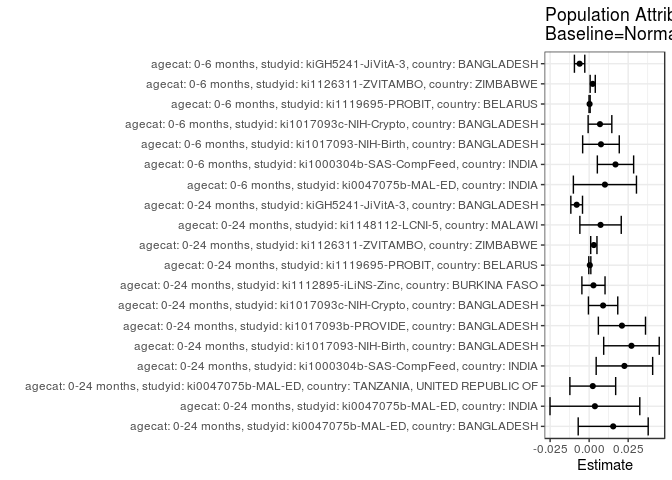 Population Attrib
Baseline=Norma
agecat: 0-6 months, studyid: kiGH5241-JiVitA-3, country: BANGLADESH
agecat: 0-6 months, studyid: ki1126311-ZVITAMBO, country: ZIMBABWE
agecat: 0-6 months, studyid: ki1119695-PROBIT, country: BELARUS
agecat: 0-6 months, studyid: ki1017093c-NIH-Crypto, country: BANGLADESH
agecat: 0-6 months, studyid: ki1017093-NIH-Birth, country: BANGLADESH
agecat: 0-6 months, studyid: ki1000304b-SAS-CompFeed, country: INDIA
agecat: 0-6 months, studyid: ki0047075b-MAL-ED, country: INDIA
agecat: 0-24 months, studyid: kiGH5241-JiVitA-3, country: BANGLADESH
agecat: 0-24 months, studyid: ki1148112-LCNI-5, country: MALAWI
agecat: 0-24 months, studyid: ki1126311-ZVITAMBO, country: ZIMBABWE
agecat: 0-24 months, studyid: ki1119695-PROBIT, country: BELARUS
agecat: 0-24 months, studyid: ki1112895-iLiNS-Zinc, country: BURKINA FASO
agecat: 0-24 months, studyid: ki1017093c-NIH-Crypto, country: BANGLADESH
agecat: 0-24 months, studyid: ki1017093b-PROVIDE, country: BANGLADESH
agecat: 0-24 months, studyid: ki1017093-NIH-Birth, country: BANGLADESH
agecat: 0-24 months, studyid: ki1000304b-SAS-CompFeed, country: INDIA
agecat: 0-24 months, studyid: ki0047075b-MAL-ED, country: TANZANIA, UNITED REPUBLIC OF
agecat: 0-24 months, studyid: ki0047075b-MAL-ED, country: INDIA
agecat: 0-24 months, studyid: ki0047075b-MAL-ED, country: BANGLADESH
-0.025 0.000 0.025
Estimate